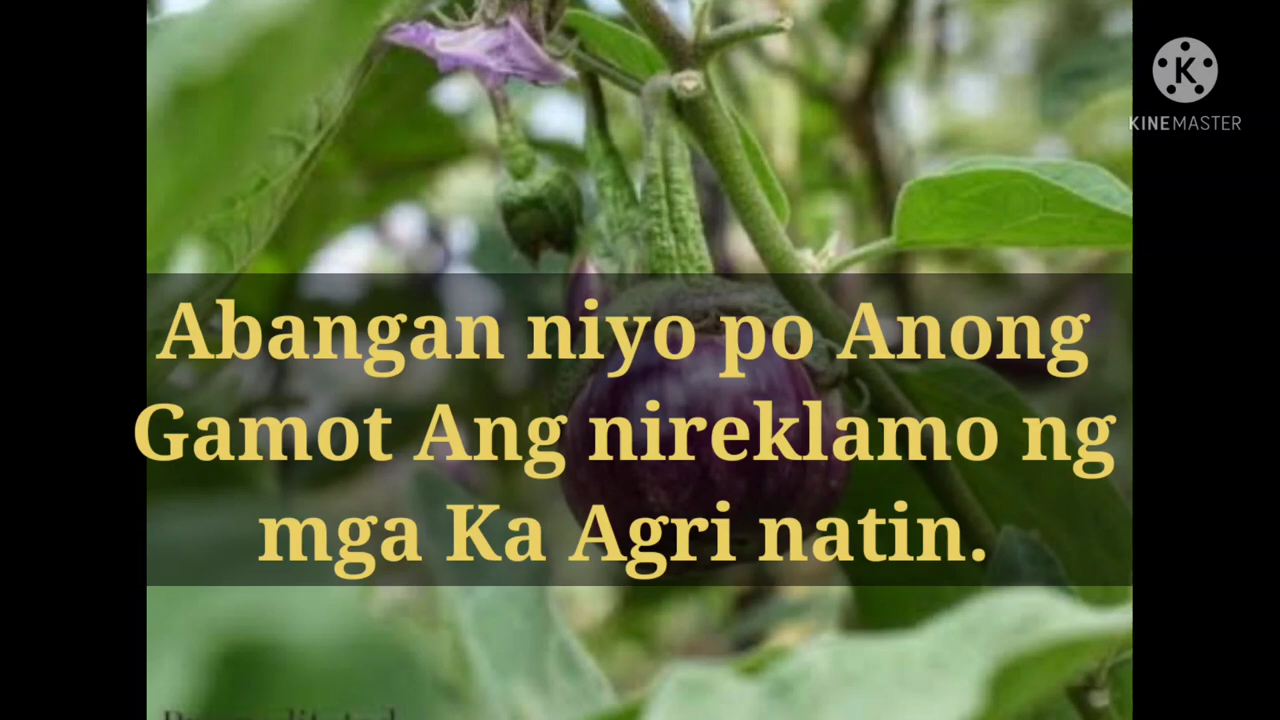 KINEMASTER
Abangan niyo po Anong
Gamot Ang nireklamo ng
mga Ka Agri natin.